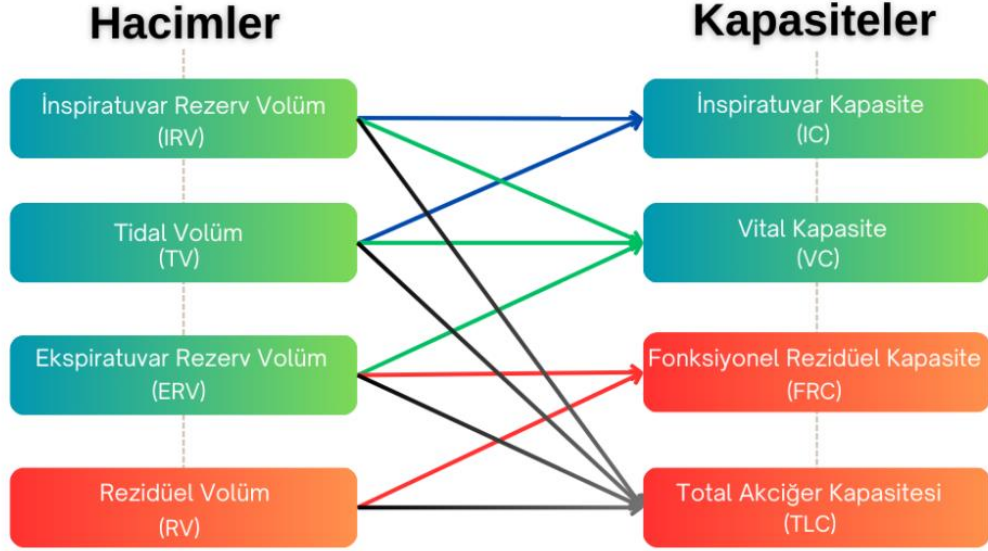 Hacimler
Kapasiteler
İnspiratuvar Rezerv Volüm
(IRV)
İnspiratuvar Kapasite
(IC)
Tidal Volüm
(TV)
Vital Kapasite
(VC)
Ekspiratuvar Rezerv Volüm
(ERV)
Fonksiyonel Rezidüel Kapasite
(FRC)
Rezidüel Volüm
(RV)
Total Akciğer Kapasitesi
(TLC)